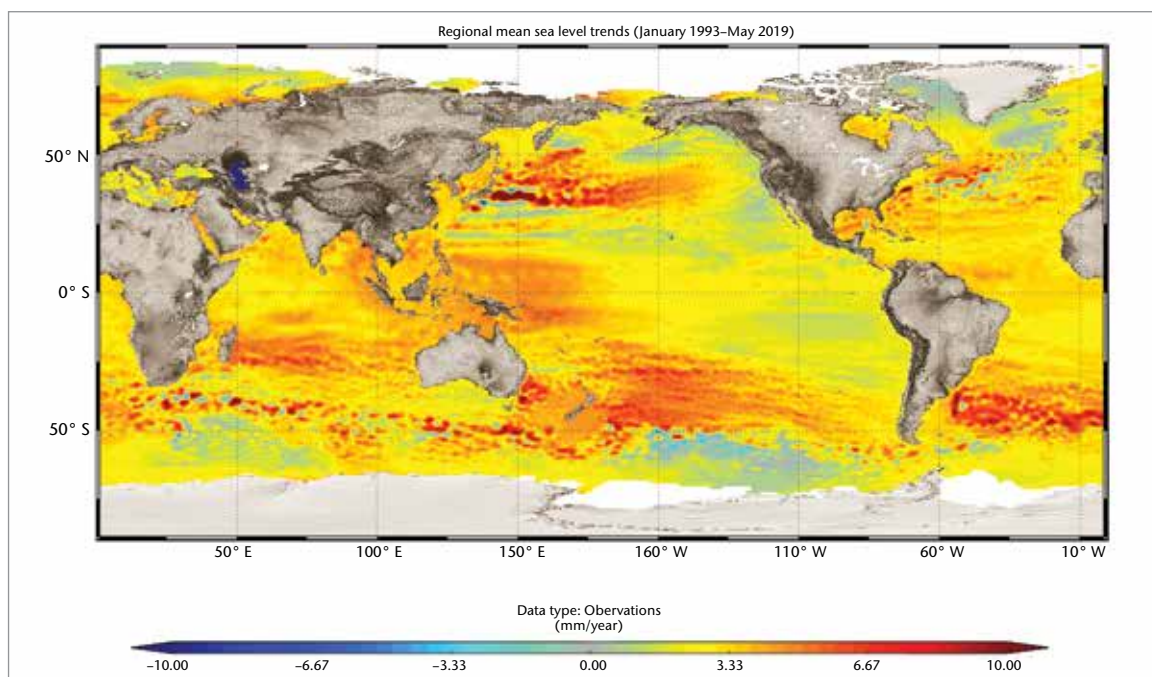 Regional mean sea level trends (January 1993–May 2019)
50° N
0° S
50° S
50° E 100° E 150° E 160° W 110° W 60° W 10° W
Data type: Obervations
(mm/year)
–10.00 –6.67 –3.33 0.00 3.33 6.67 10.00